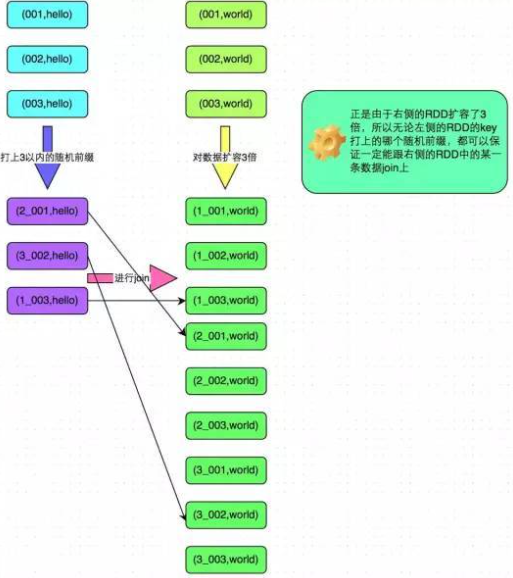 (001,hello)
(001,world)
(002,hello)
(002,world)
(003,hello)
(003,world)
正是由于右侧的RDD扩容了3
倍，所以无论左侧的RDD的key
打上的哪个随机前缀，都可以保
证一定能跟右侧的RDD中的某一
条数据join上
打上3以内的随机前缀
对数据扩容3倍
(2_001,hello)
(1_001,world)
(3_002,hello)
(1_002,world)
进行join
(1_003,hello)
(1_003,world)
(2_001,world)
(2_002,world)
(2_003,world)
(3_001,world)
(3_002,world)
(3_003,world)